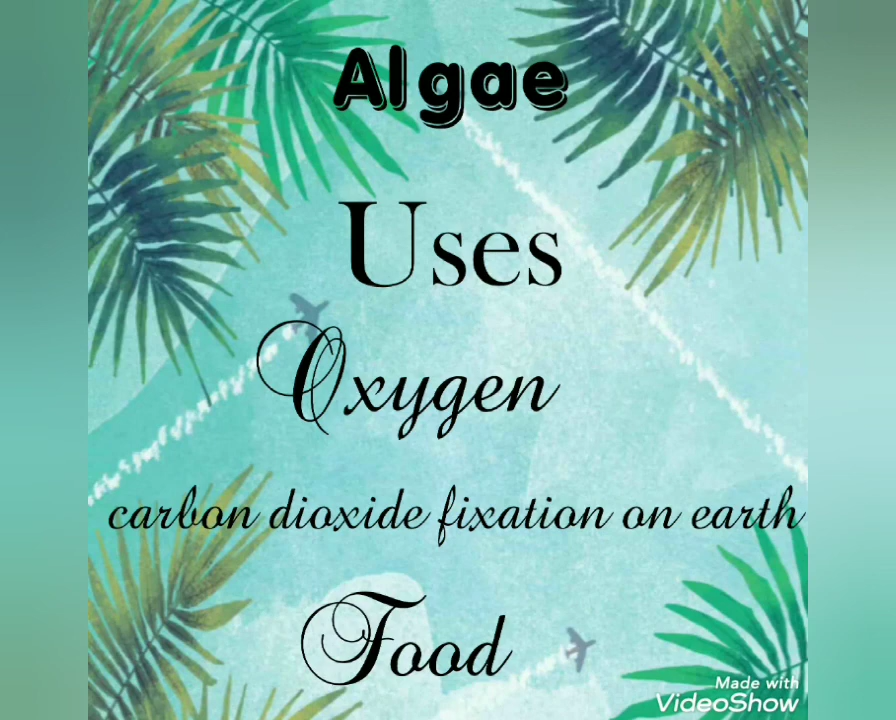 Algae
Uses
Oxygen
carbon dioxide fixation on earth
Food
Made with
VideoShow